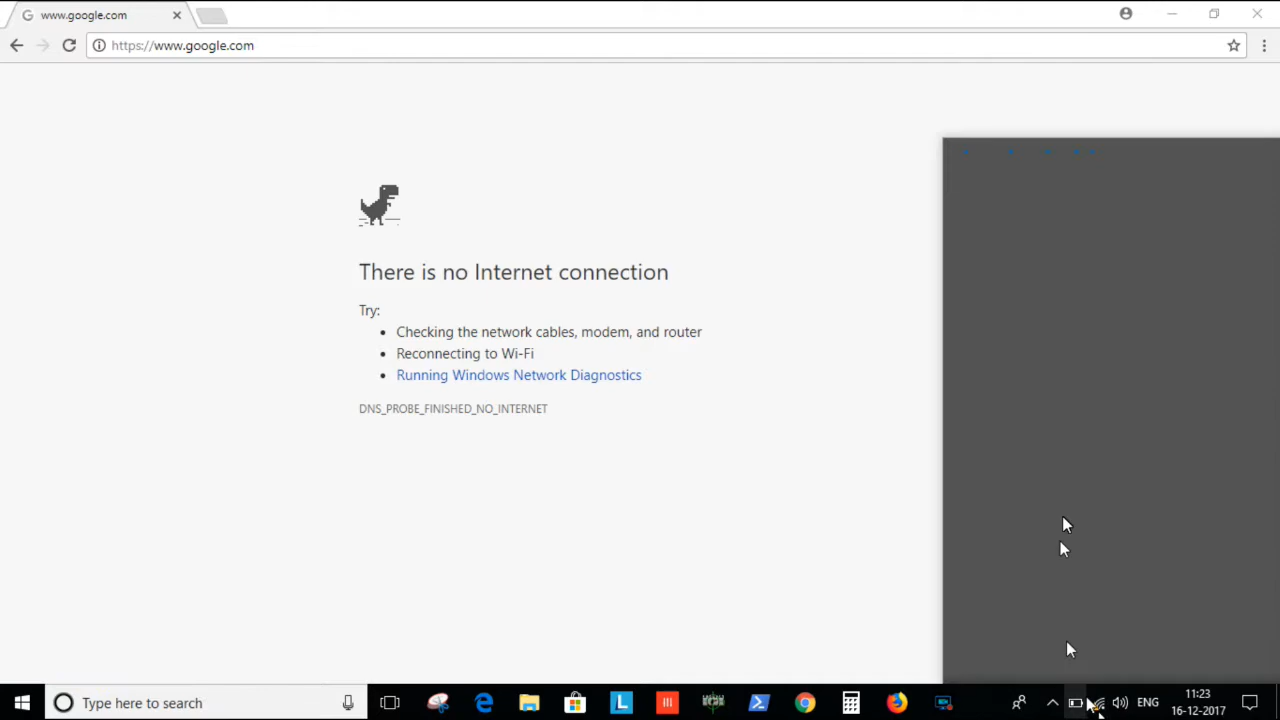 www.google.com
https://www.google.com
There is no Internet connection
Try:
Checking the network cables, modem, and router
Reconnecting to Wi-Fi
Running Windows Network Diagnostics
DNS_PROBE_FINISHED_NO_INTERNET
Type here to search
ENG
11:23
16-12-2017